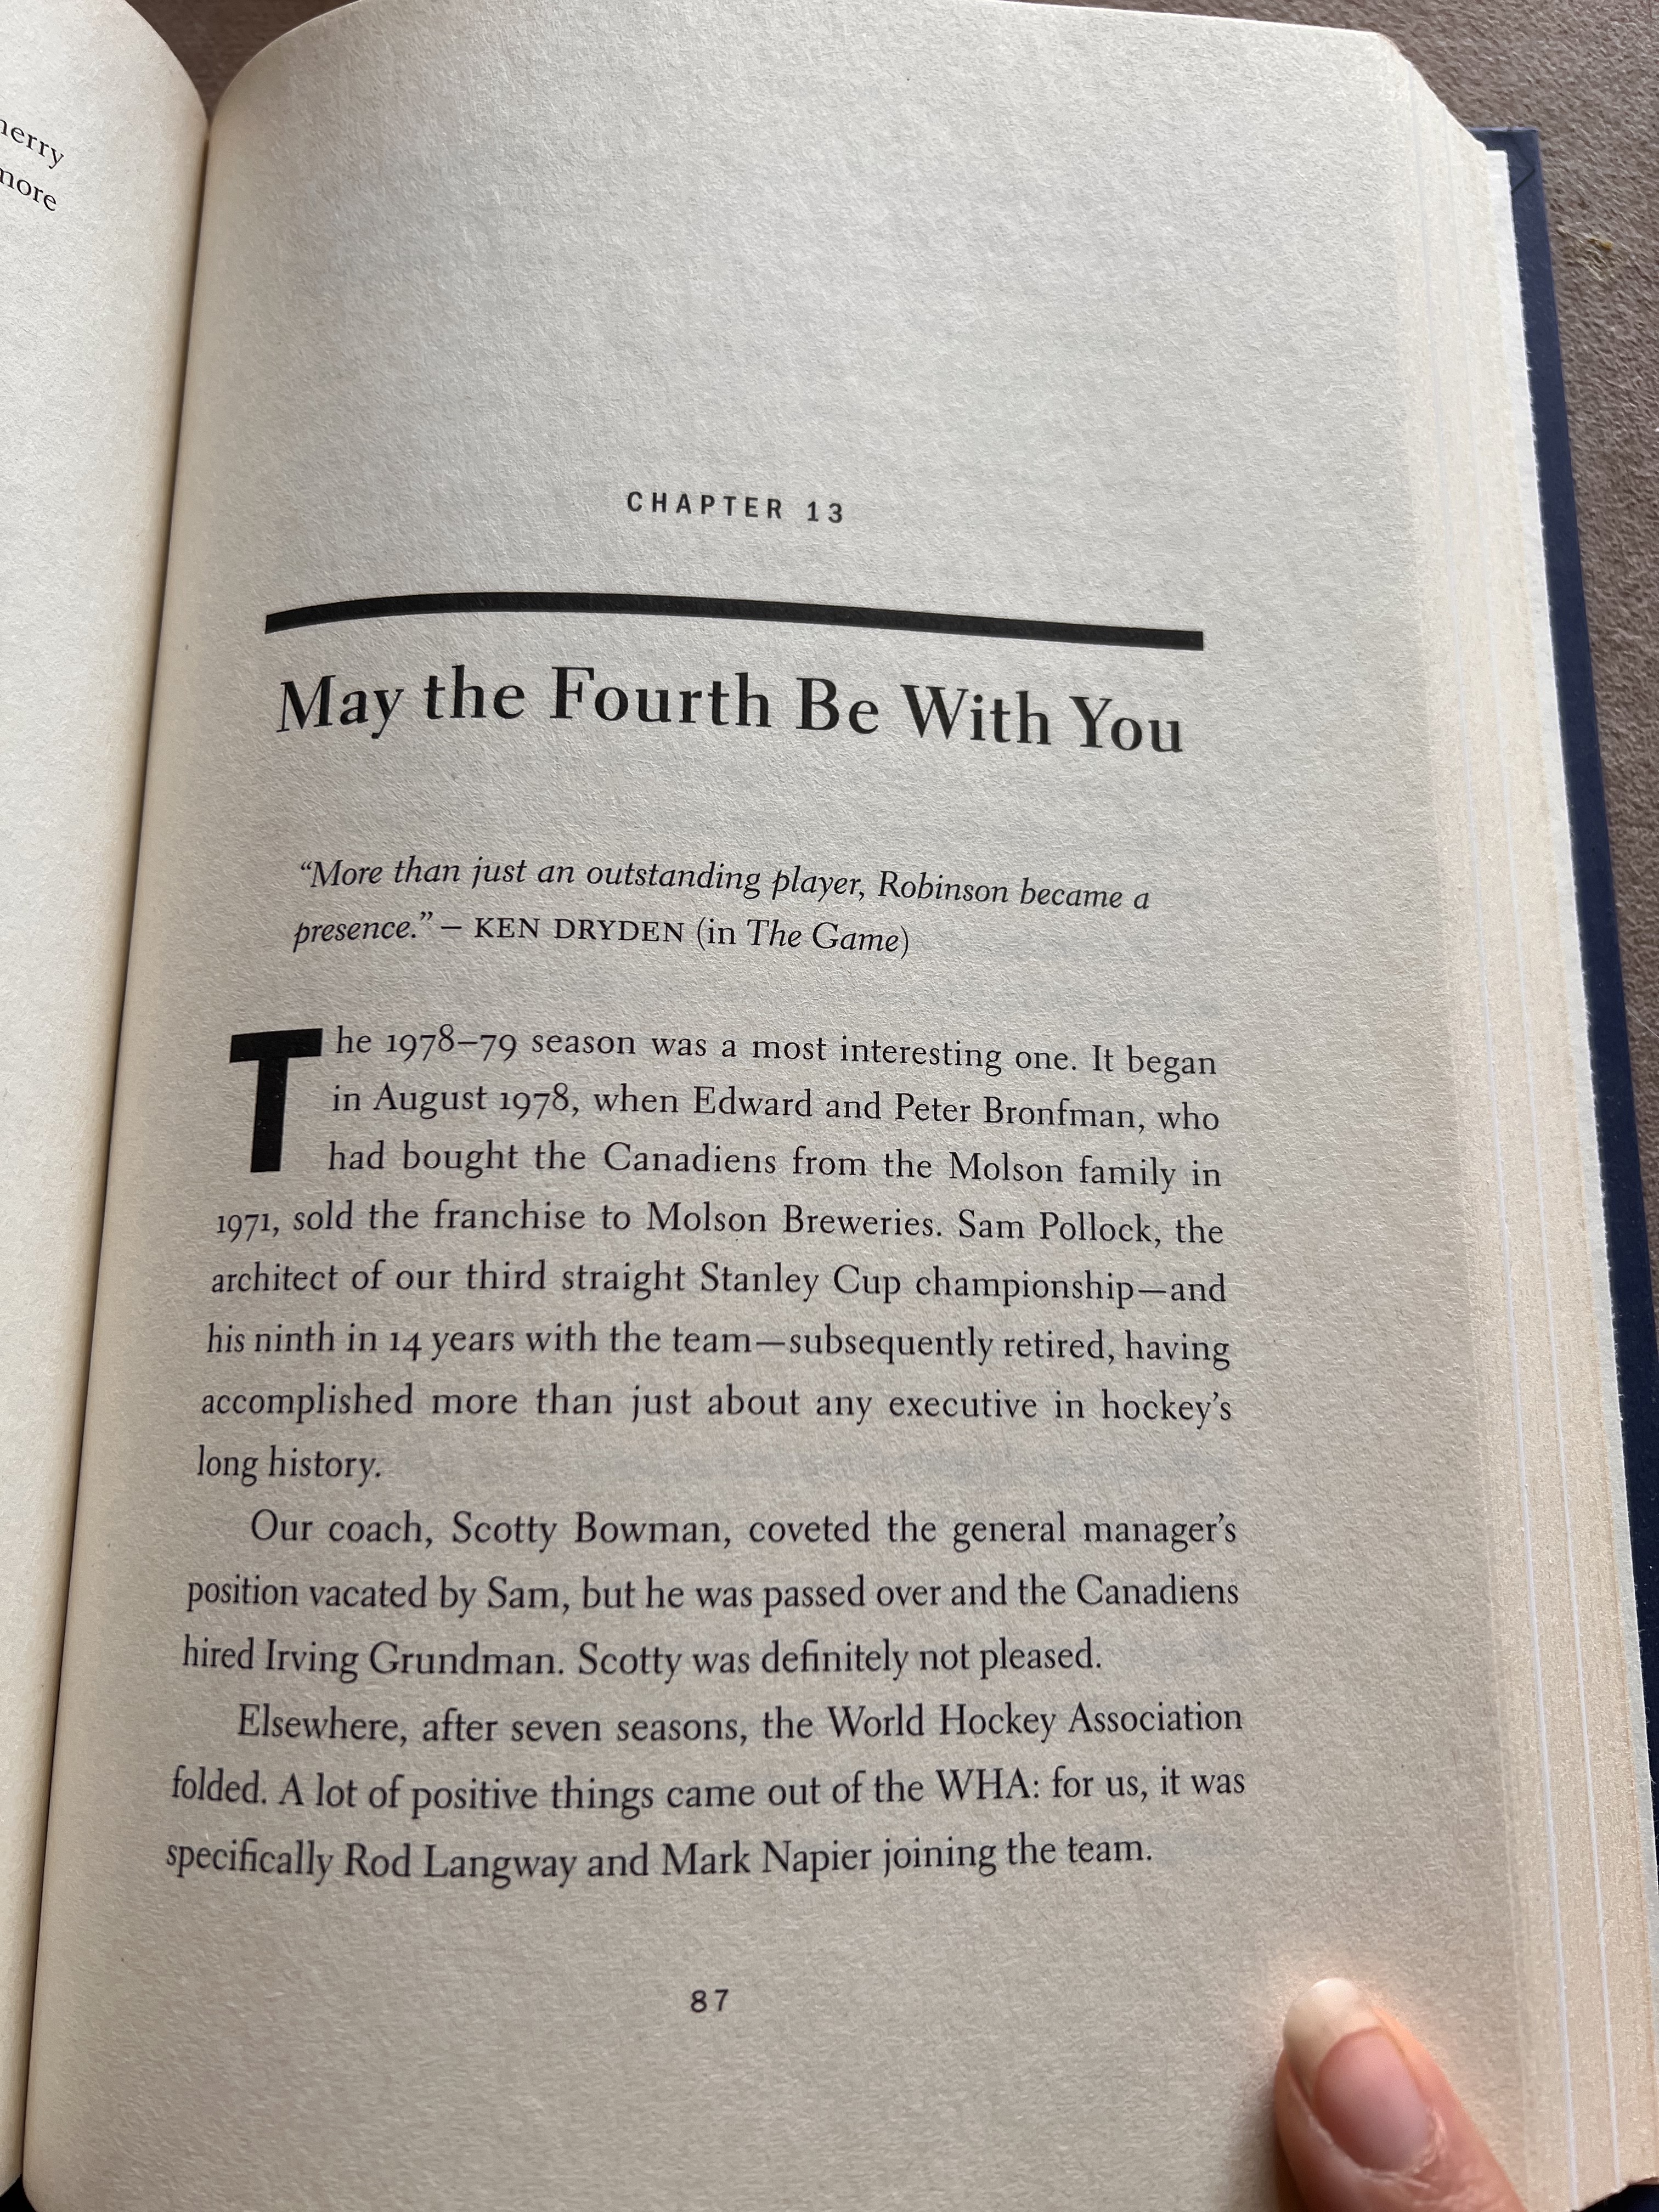 more
CHAPTER 13
May the Fourth Be With You
“More than just an outstanding player, Robinson became a
presence.” – KEN DRYDEN (in The Game)
The 1978–79 season was a most interesting one. It began
in August 1978, when Edward and Peter Bronfman, who
had bought the Canadiens from the Molson family in
1971, sold the franchise to Molson Breweries. Sam Pollock, the
architect of our third straight Stanley Cup championship—and
his ninth in 14 years with the team—subsequently retired, having
accomplished more than just about any executive in hockey’s
long history.
Our coach, Scotty Bowman, coveted the general manager’s
position vacated by Sam, but he was passed over and the Canadiens
hired Irving Grundman. Scotty was definitely not pleased.
Elsewhere, after seven seasons, the World Hockey Association
folded. A lot of positive things came out of the WHA: for us, it was
specifically Rod Langway and Mark Napier joining the team.
87